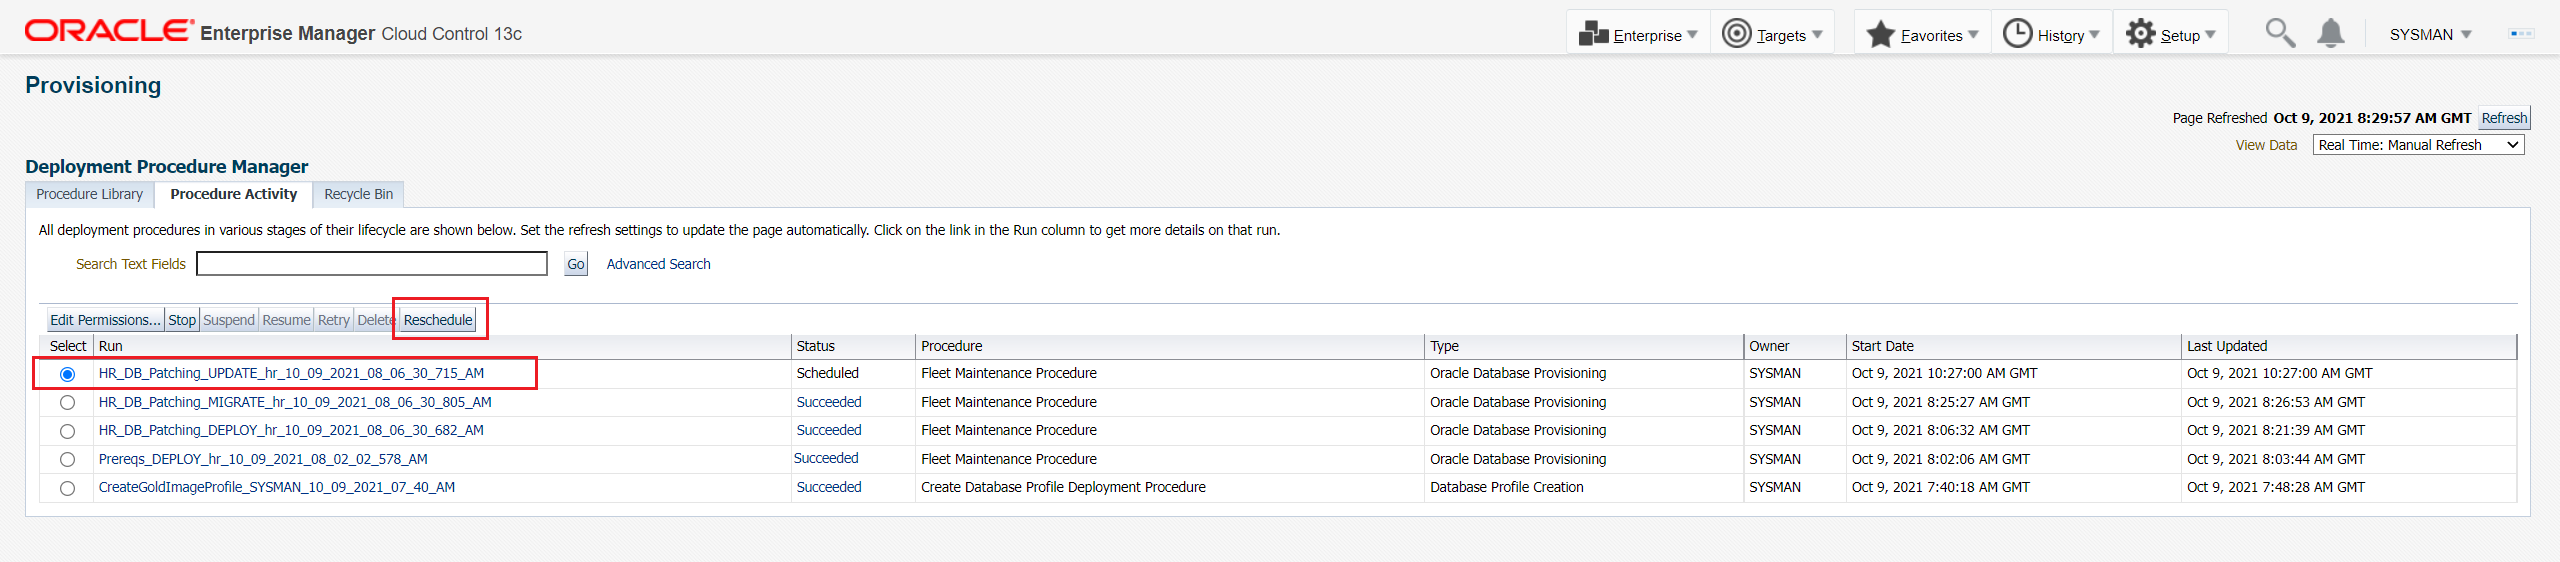 ORACLE Enterprise Manager Cloud Control 13c Enterprise Targets Favorites History Setup SYSMAN
Provisioning
Page Refreshed Oct 9, 2021 8:29:57 AM GMT Refresh
View Data Real Time: Manual Refresh
Deployment Procedure Manager
Procedure Library Procedure Activity Recycle Bin
All deployment procedures in various stages of their lifecycle are shown below. Set the refresh settings to update the page automatically. Click on the link in the Run column to get more details on that run.
Search Text Fields Go Advanced Search
Edit Permissions... Stop Suspend Resume Retry Delete Reschedule
Select Run Status Procedure Type Owner Start Date Last Updated
HR_DB_Patching_UPDATE_hr_10_09_2021_08_06_30_715_AM Scheduled Fleet Maintenance Procedure Oracle Database Provisioning SYSMAN Oct 9, 2021 10:27:00 AM GMT Oct 9, 2021 10:27:00 AM GMT
HR_DB_Patching_MIGRATE_hr_10_09_2021_08_06_30_805_AM Succeeded Fleet Maintenance Procedure Oracle Database Provisioning SYSMAN Oct 9, 2021 8:25:27 AM GMT Oct 9, 2021 8:26:53 AM GMT
HR_DB_Patching_DEPLOY_hr_10_09_2021_08_06_30_682_AM Succeeded Fleet Maintenance Procedure Oracle Database Provisioning SYSMAN Oct 9, 2021 8:06:32 AM GMT Oct 9, 2021 8:21:39 AM GMT
Prereqs_DEPLOY_hr_10_09_2021_08_02_02_578_AM Succeeded Fleet Maintenance Procedure Oracle Database Provisioning SYSMAN Oct 9, 2021 8:02:06 AM GMT Oct 9, 2021 8:03:44 AM GMT
CreateGoldImageProfile_SYSMAN_10_09_2021_07_40_AM Succeeded Create Database Profile Deployment Procedure Database Profile Creation SYSMAN Oct 9, 2021 7:40:18 AM GMT Oct 9, 2021 7:48:28 AM GMT